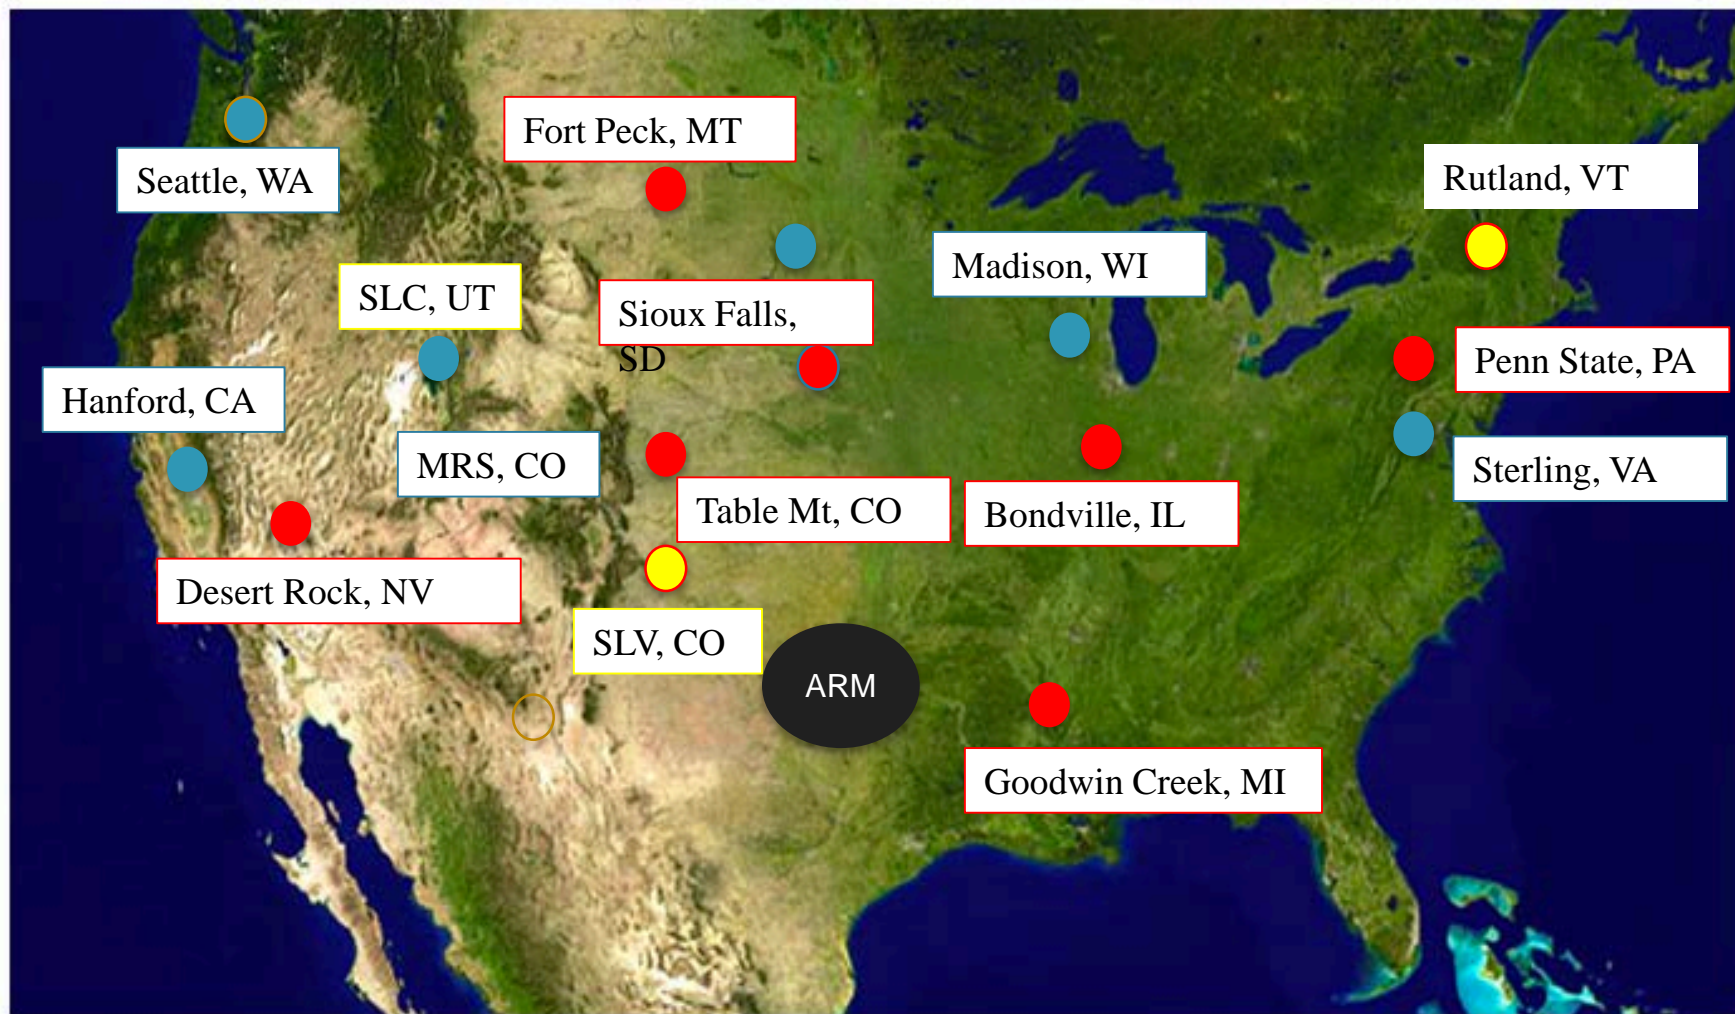 Fort Peck, MT
Seattle, WA
Rutland, VT
Madison, WI
SLC, UT
Sioux Falls,
SD
Penn State, PA
Hanford, CA
MRS, CO
Sterling, VA
Table Mt, CO
Bondville, IL
Desert Rock, NV
SLV, CO
ARM
Goodwin Creek, MI